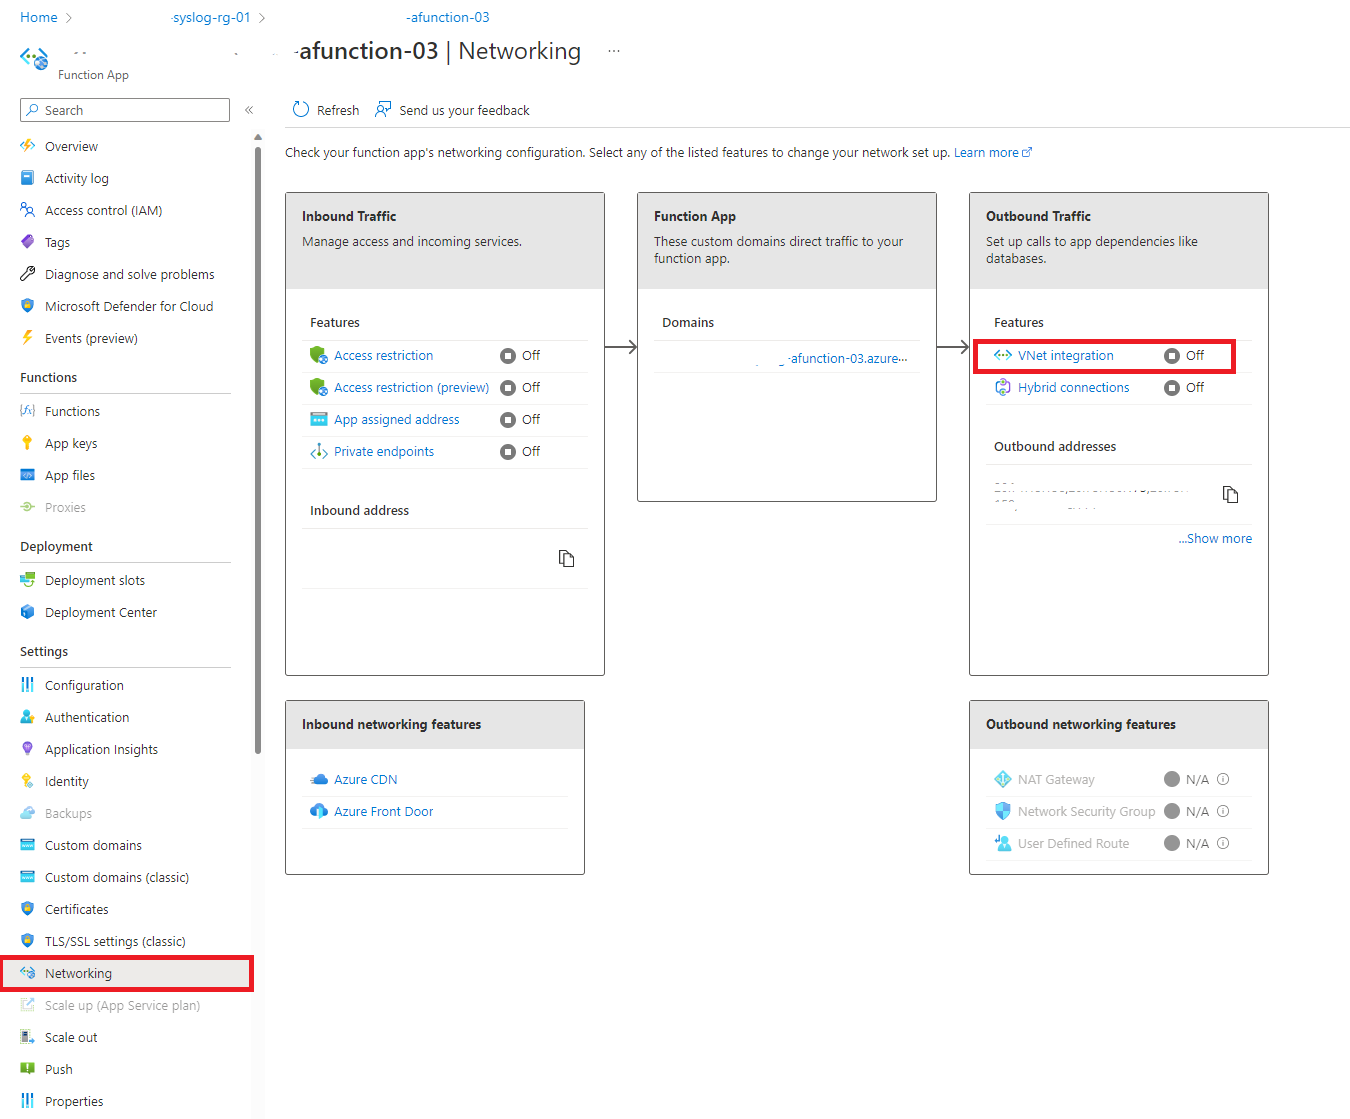 Home
-syslog-rg-01
-afunction-03
-afunction-03 | Networking
Function App
Search
Refresh
Send us your feedback
Overview
Activity log
Access control (IAM)
Tags
Diagnose and solve problems
Microsoft Defender for Cloud
Events (preview)
Functions
Functions
App keys
App files
Proxies
Deployment
Deployment slots
Deployment Center
Settings
Configuration
Authentication
Application Insights
Identity
Backups
Custom domains
Custom domains (classic)
Certificates
TLS/SSL settings (classic)
Networking
Scale up (App Service plan)
Scale out
Push
Properties
Check your function app's networking configuration. Select any of the listed features to change your network set up. Learn more
Inbound Traffic
Manage access and incoming services.
Features
Access restriction Off
Access restriction (preview) Off
App assigned address Off
Private endpoints Off
Inbound address
Function App
These custom domains direct traffic to your
function app.
Domains
-afunction-03.azure...
Outbound Traffic
Set up calls to app dependencies like
databases.
Features
VNet integration Off
Hybrid connections Off
Outbound addresses
...Show more
Inbound networking features
Azure CDN
Azure Front Door
Outbound networking features
NAT Gateway N/A
Network Security Group N/A
User Defined Route N/A